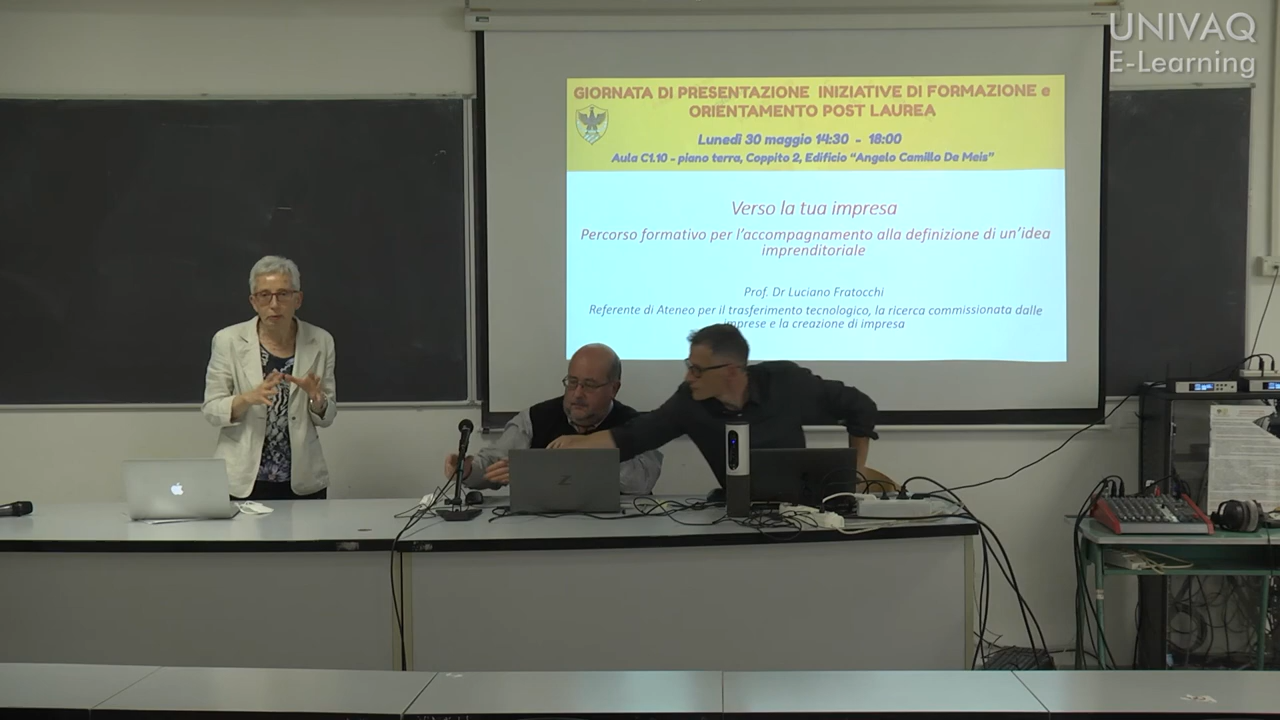 UNIVAQ
E-Learning
GIORNATA DI PRESENTAZIONE INIZIATIVE DI FORMAZIONE e
ORIENTAMENTO POST LAUREA
Lunedì 30 maggio 14:30 - 18:00
Aula C1.10 - piano terra, Coppito 2, Edificio "Angelo Camillo De Meis"
Verso la tua impresa
Percorso formativo per l'accompagnamento alla definizione di un'idea
imprenditoriale
Prof. Dr Luciano Fratocchi
Referente di Ateneo per il trasferimento tecnologico, la ricerca commissionata dalle
imprese e la creazione di impresa